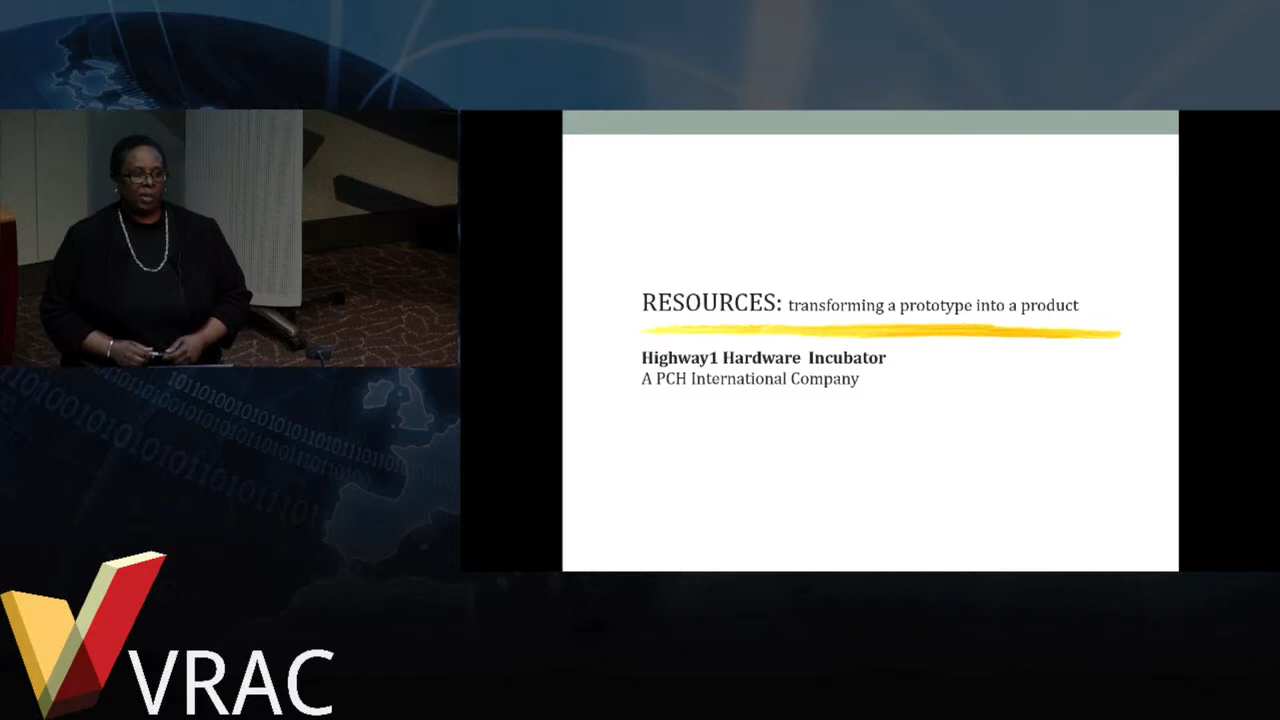 RESOURCES: transforming a prototype into a product
Highway1 Hardware Incubator
A PCH International Company
VRAC